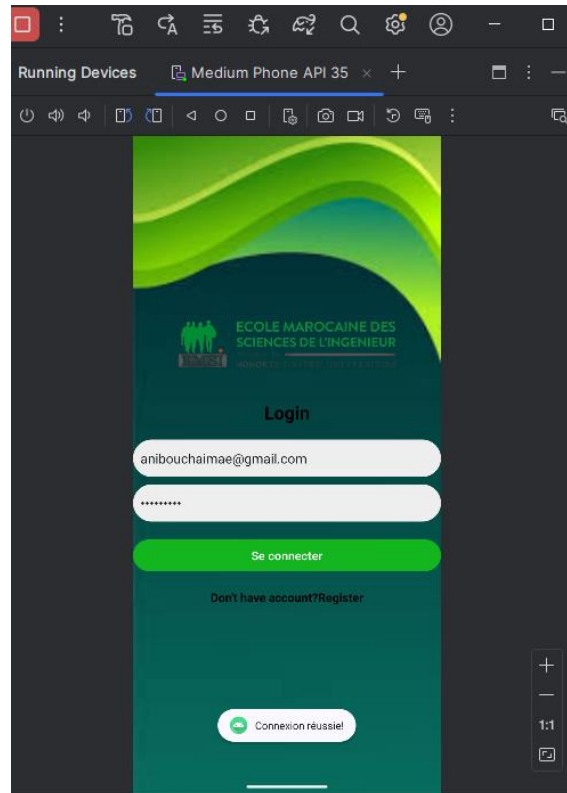 Running Devices
Medium Phone API 35
ECOLE MAROCAINE DES
SCIENCES DE L'INGENIEUR
Login
anibouchaimae@gmail.com
•••••••••
Se connecter
Don't have account?Register
Connexion réussie!
1:1